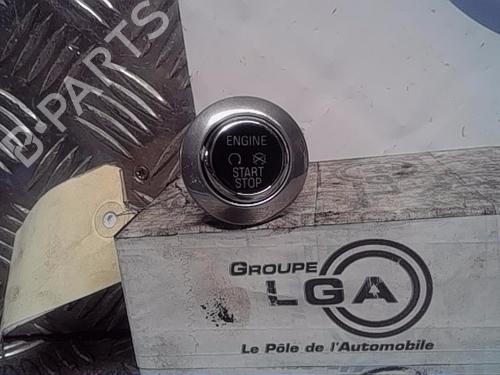 B-PARTS
ENGINE
START
STOP
GROUPE
LGA
Le Pôle de l'Automobile